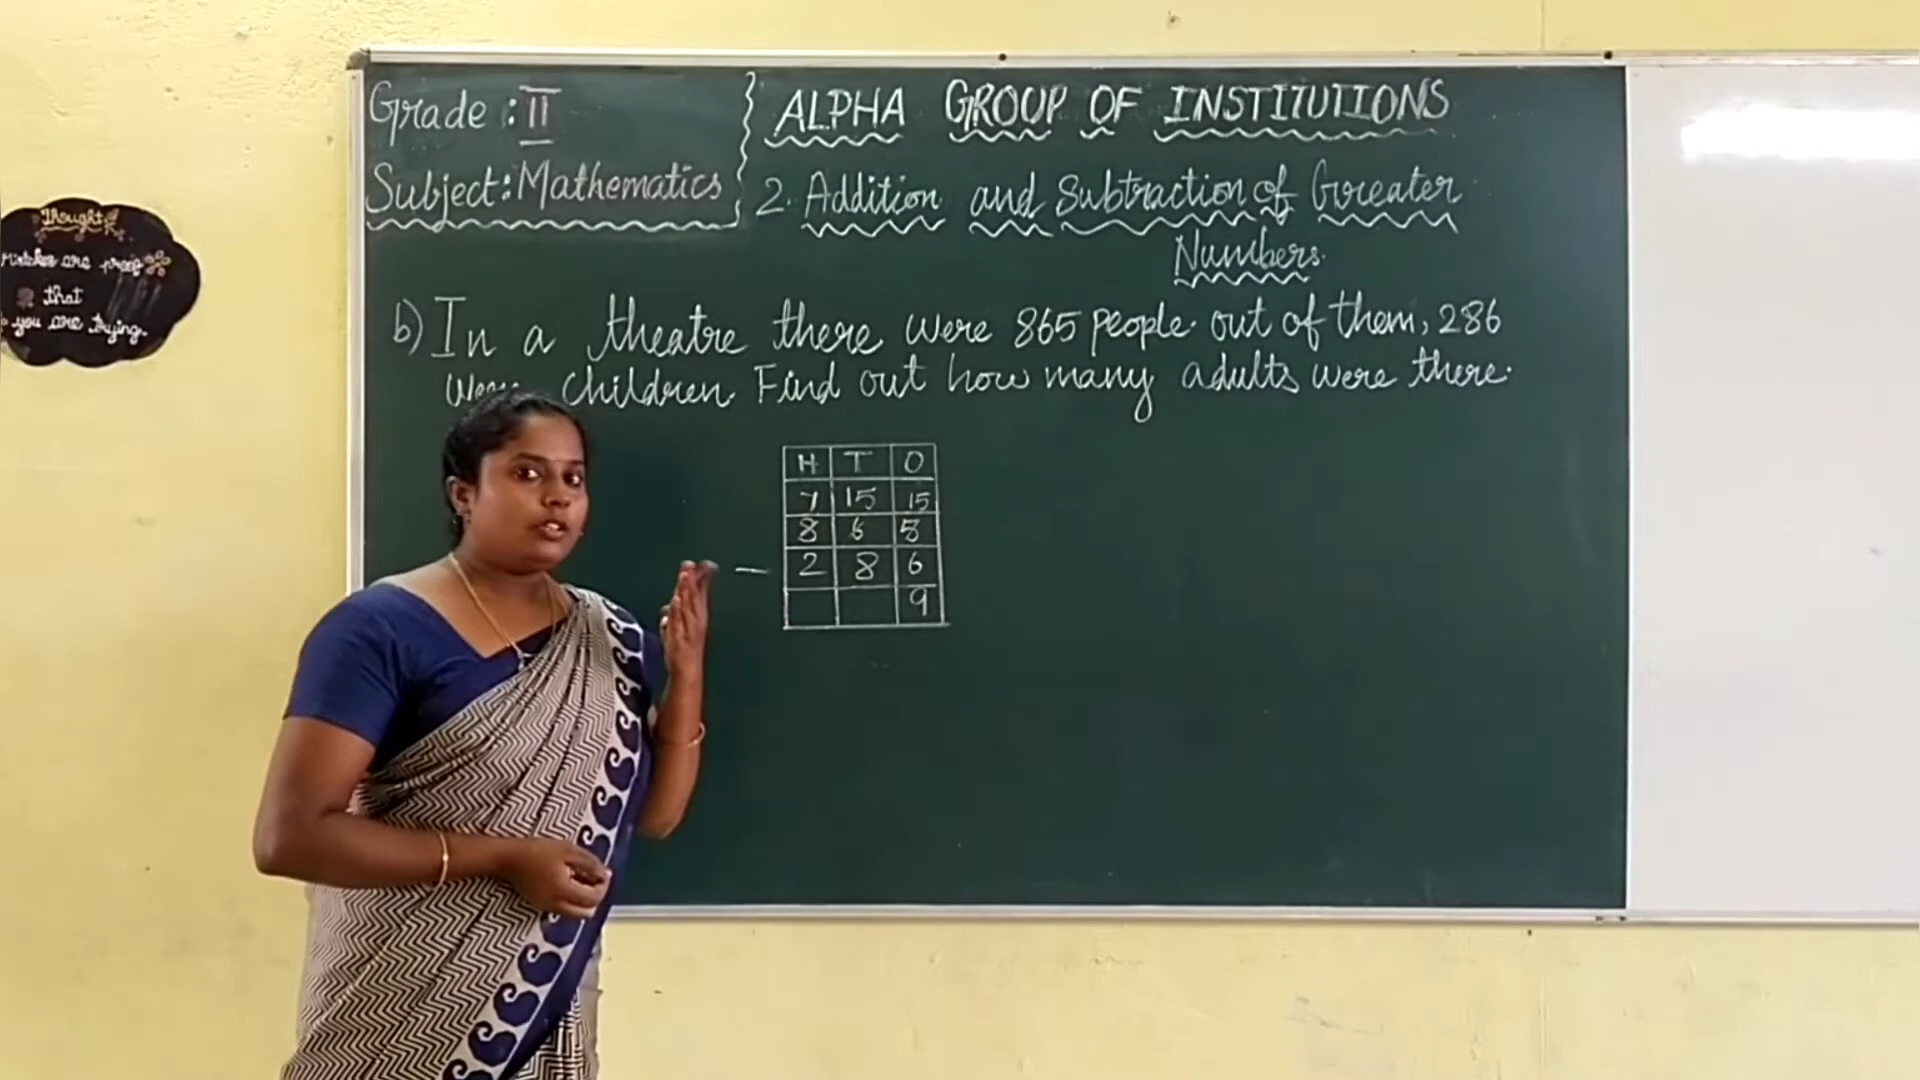 Grade : II
Subject: Mathematics
ALPHA GROUP OF INSTITUTIONS
2. Addition and Subtraction of Greater
Numbers.
Thought
are
that
you are trying.
b) In a theatre there were 865 people. out of them, 286
were children. Find out how many adults were there.
H T O
7 15 15
8 6 5
- 2 8 6
9